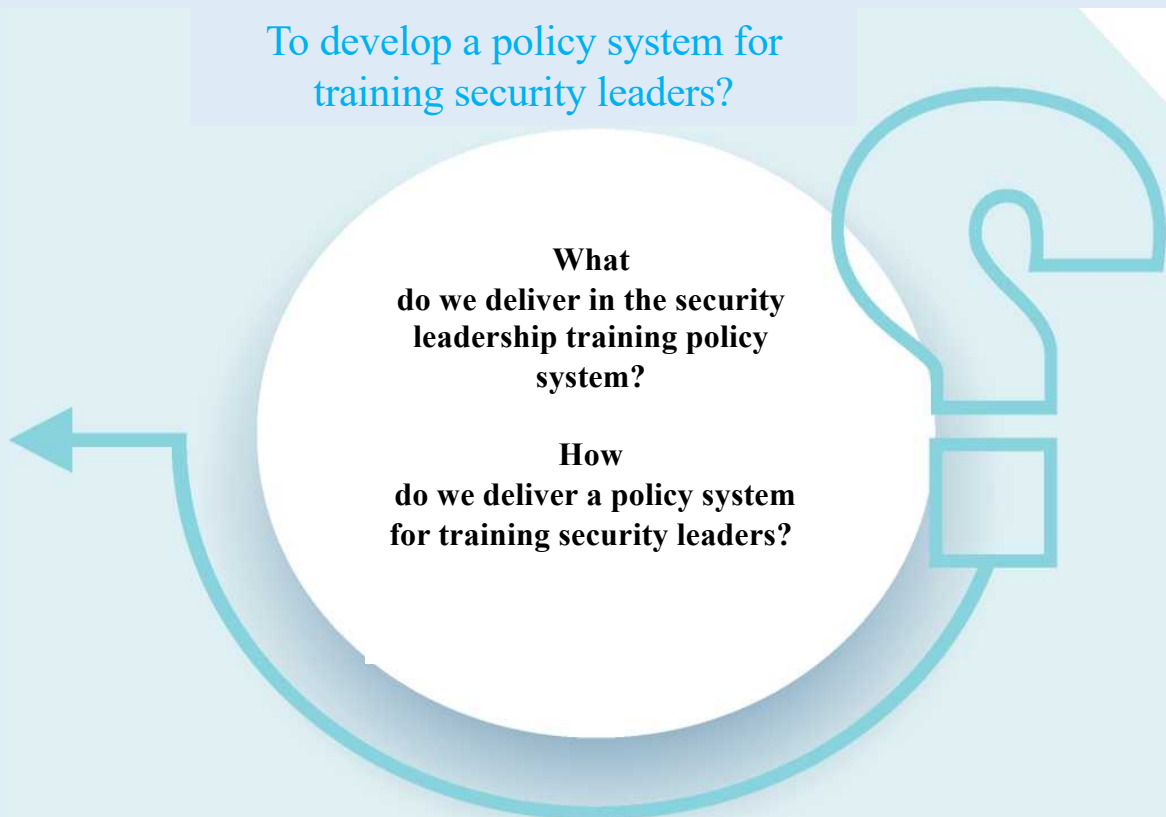 To develop a policy system for
training security leaders?
What
do we deliver in the security
leadership training policy
system?
How
do we deliver a policy system
for training security leaders?